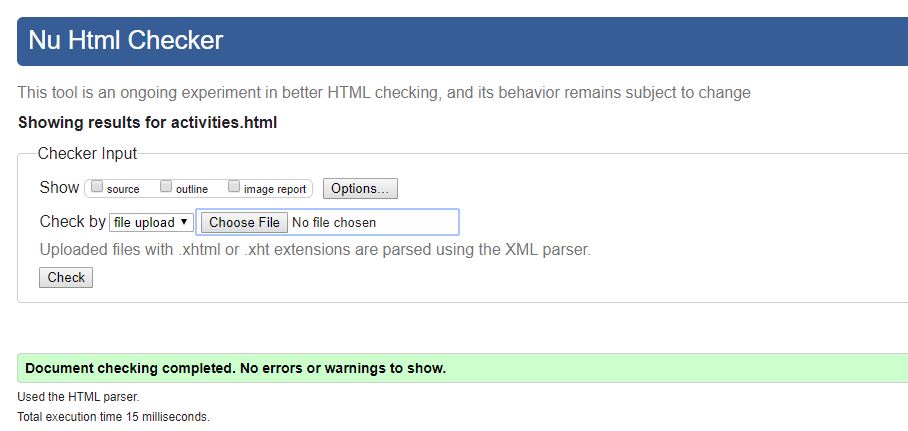 Nu Html Checker
This tool is an ongoing experiment in better HTML checking, and its behavior remains subject to change
Showing results for activities.html
Checker Input
Show source outline image report Options...
Check by file upload Choose File No file chosen
Uploaded files with .xhtml or .xht extensions are parsed using the XML parser.
Check
Document checking completed. No errors or warnings to show.
Used the HTML parser.
Total execution time 15 milliseconds.